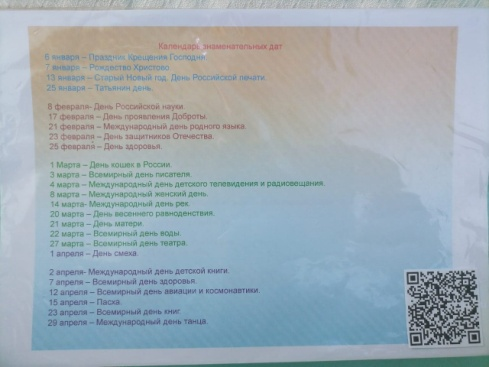 Календарь знаменательных дат
6 января – Праздник Крещения Господни.
7 января – Рождество Христово
13 января – Старый Новый год. День Российской печати.
25 января – Татьянин день.
8 февраля- День Российской науки.
17 февраля – День проявления Доброты.
21 февраля – Международный день родного языка.
23 февраля – День защитников Отечества.
25 февраля – День здоровья.
1 Марта – День кошек в России.
3 марта – Всемирный день писателя.
4 марта – Международный день детского телевидения и радиовещания.
8 марта – Международный женский день.
14 марта- Международный день рек.
20 марта – День весеннего равноденствия.
21 марта – День матери.
22 марта – Всемирный день воды.
27 марта – Всемирный день театра.
1 апреля – День смеха.
2 апреля- Международный день детской книги.
7 апреля – Всемирный день здоровья.
12 апреля – Всемирный день авиации и космонавтики.
15 апреля – Пасха.
23 апреля – Всемирный день книг.
29 апреля – Международный день танца.